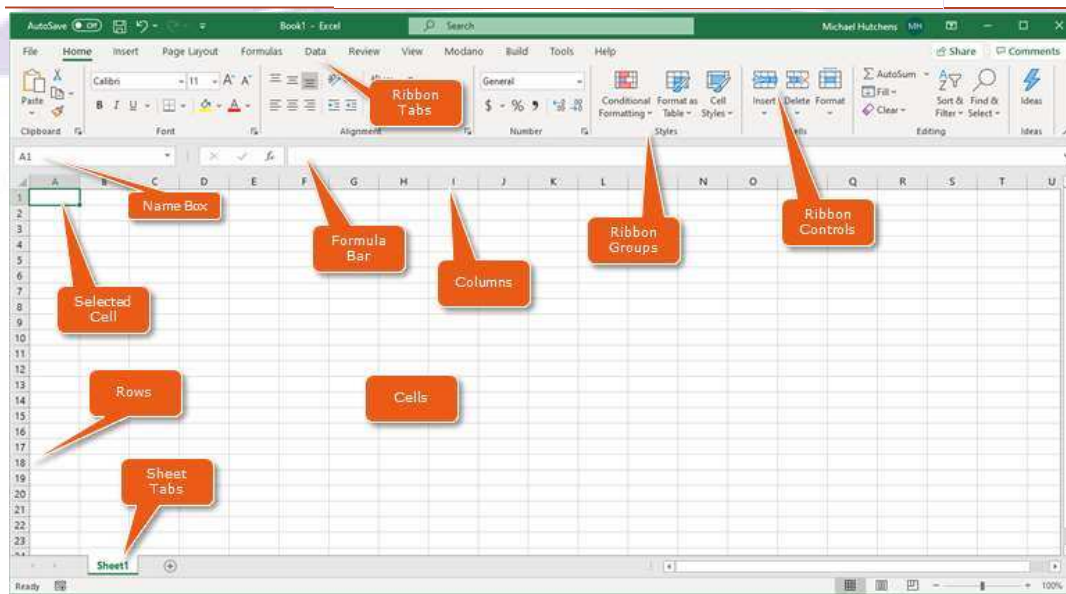 AutoSave Off Book1 - Excel Search Michael Hutchens MH
File Home Insert Page Layout Formulas Data Review View Modano Build Tools Help Share Comments
Paste Calibri 11 A A General Conditional Formatting Format as Table Cell Styles Insert Delete Format AutoSum Fill Clear Sort & Filter Find & Select Ideas
B I U A $ % 9
Clipboard Font Alignment Number Styles Editing Ideas
Ribbon Tabs
A1 fx
A B C D E F G H I J K L N O Q R S T U
1
2
3
4
5
6
7
8
9
10
11
12
13
14
15
16
17
18
19
20
21
22
23
Name Box
Formula Bar
Columns
Ribbon Groups
Ribbon Controls
Selected Cell
Rows
Cells
Sheet Tabs
Sheet1
Ready 100%